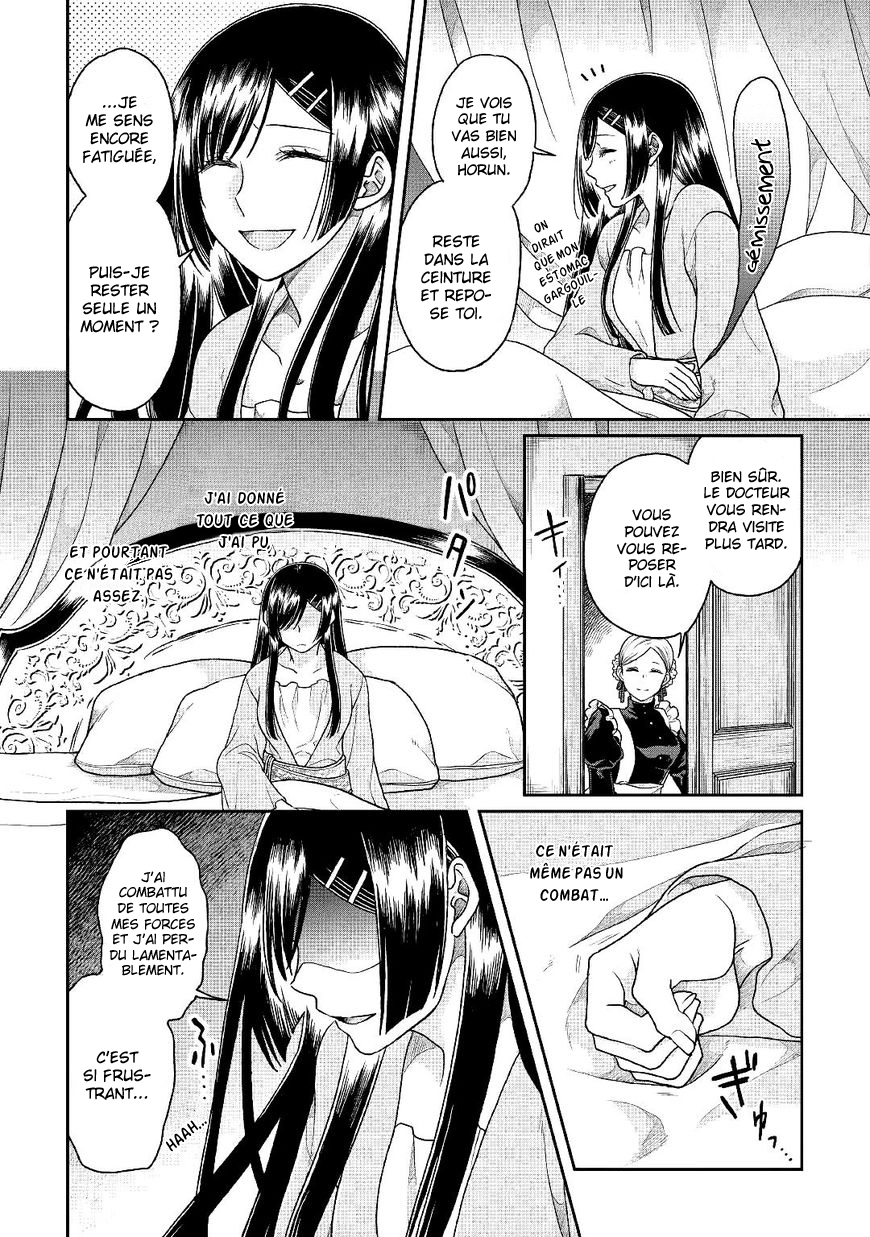 JE VOIS
QUE TU
VAS BIEN
AUSSI,
HORUN.
RESTE
DANS LA
CEINTURE
ET REPO-
SE TOI.
gémissement
ON
DIRAIT
QUE MON
ESTOMAC
GARGOUIL-
LE
...JE
ME SENS
ENCORE
FATIGUÉE,
PUIS-JE
RESTER
SEULE UN
MOMENT ?
BIEN SÛR.
LE DOCTEUR
VOUS REN-
DRA VISITE
PLUS TARD.
VOUS
POUVEZ
VOUS RE-
POSER
D'ICI LÀ.
キィ
パタン
J'AI DONNÉ
TOUT CE QUE
J'AI PU,
ET POURTANT
CE N'ÉTAIT PAS
ASSEZ
CE N'ÉTAIT
MÊME PAS UN
COMBAT...
ぎゅっ…
J'AI
COMBATTU
DE TOUTES
MES FORCES
ET J'AI PER-
DU LAMENTA-
BLEMENT.
C'EST
SI FRUS-
TRANT...
ふぅ…
HAAH...